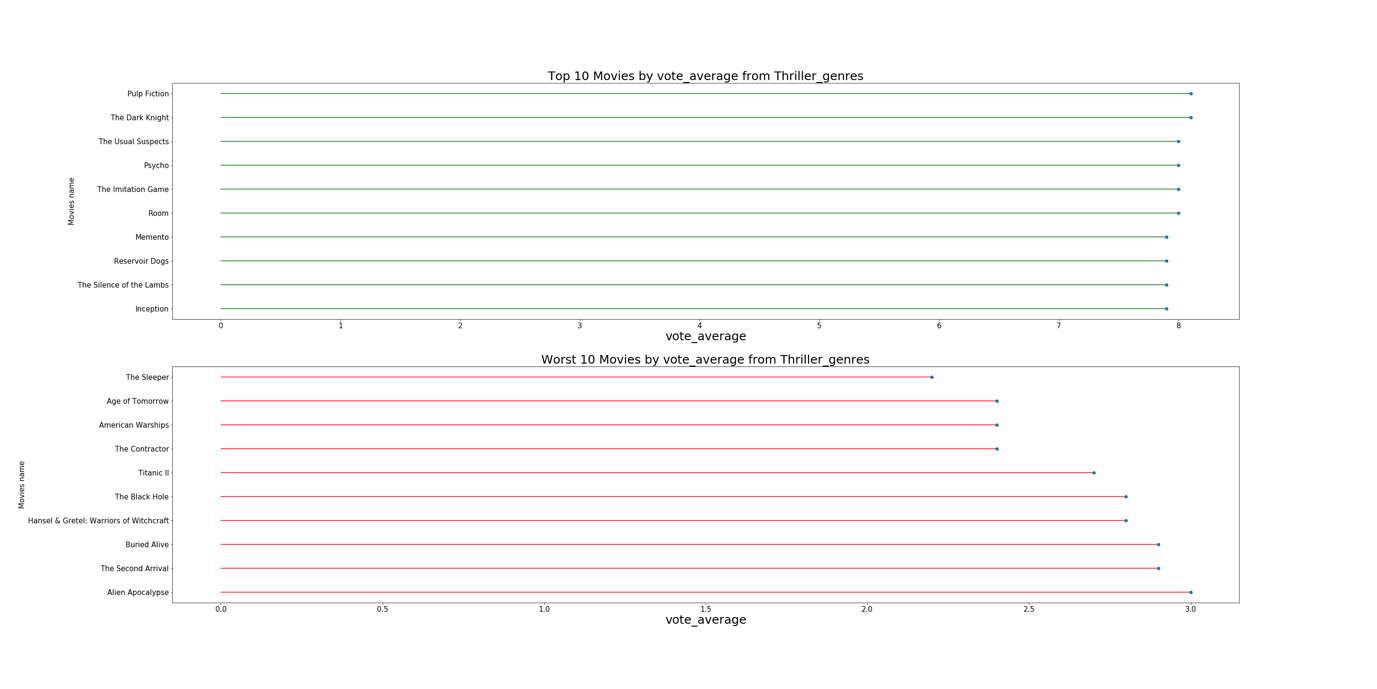 Top 10 Movies by vote_average from Thriller_genres
Movies name
Pulp Fiction
The Dark Knight
The Usual Suspects
Psycho
The Imitation Game
Room
Memento
Reservoir Dogs
The Silence of the Lambs
Inception
0 1 2 3 4 5 6 7 8
vote_average
Worst 10 Movies by vote_average from Thriller_genres
Movies name
The Sleeper
Age of Tomorrow
American Warships
The Contractor
Titanic II
The Black Hole
Hansel & Gretel: Warriors of Witchcraft
Buried Alive
The Second Arrival
Alien Apocalypse
0.0 0.5 1.0 1.5 2.0 2.5 3.0
vote_average